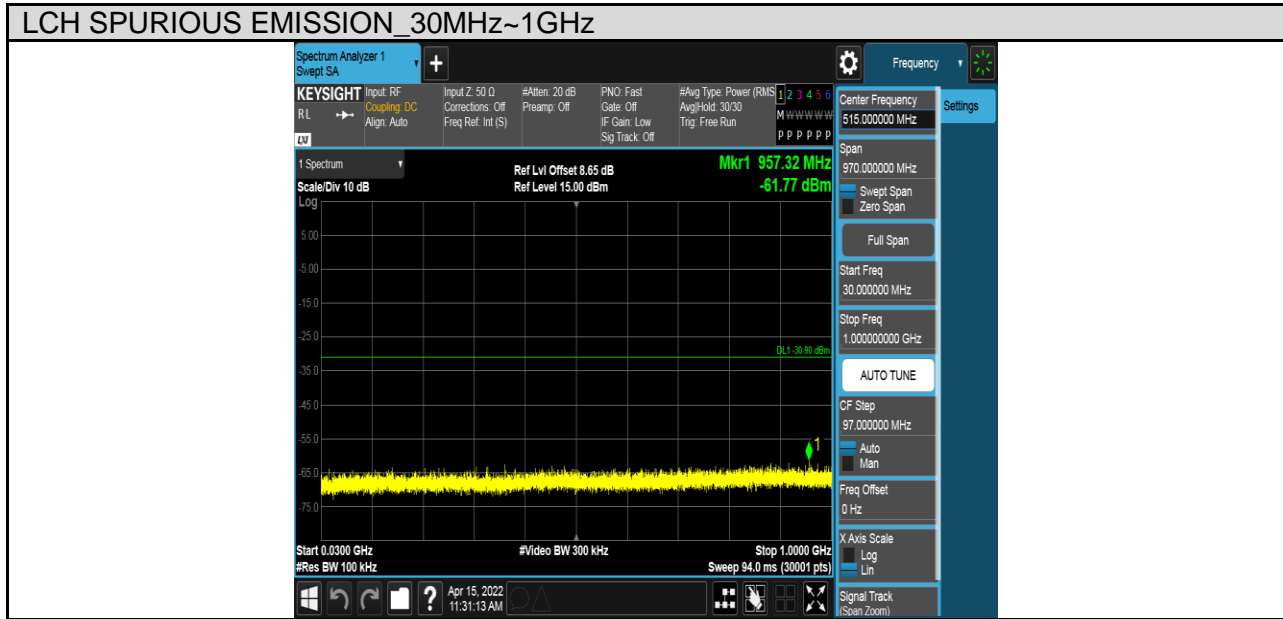 LCH SPURIOUS EMISSION_30MHz~1GHz
Spectrum Analyzer 1
Swept SA
+
Frequency
KEYSIGHT
RL
LXI
Input: RF
Coupling: DC
Align: Auto
Input Z: 50 Ω
Corrections: Off
Freq Ref: Int (S)
#Atten: 20 dB
Preamp: Off
PNO: Fast
Gate: Off
IF Gain: Low
Sig Track: Off
#Avg Type: Power (RMS
Avg|Hold: 30/30
Trig: Free Run
1 2 3 4 5 6
M W W W W W
P P P P P P
1 Spectrum
Scale/Div 10 dB
Log
Ref Lvl Offset 8.65 dB
Ref Level 15.00 dBm
Mkr1 957.32 MHz
-61.77 dBm
5.00
-5.00
-15.0
-25.0
DL1 -30.90 dBm
-35.0
-45.0
-55.0
1
-65.0
-75.0
Start 0.0300 GHz
#Res BW 100 kHz
#Video BW 300 kHz
Stop 1.0000 GHz
Sweep 94.0 ms (30001 pts)
?
Apr 15, 2022
11:31:13 AM
Center Frequency
515.000000 MHz
Settings
Span
970.000000 MHz
Swept Span
Zero Span
Full Span
Start Freq
30.000000 MHz
Stop Freq
1.000000000 GHz
AUTO TUNE
CF Step
97.000000 MHz
Auto
Man
Freq Offset
0 Hz
X Axis Scale
Log
Lin
Signal Track
(Span Zoom)